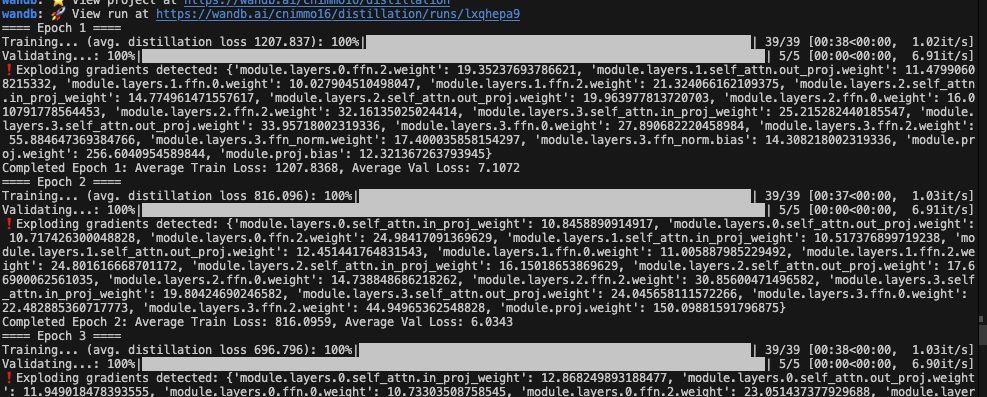 wandb: ⭐ View project at https://wandb.ai/cnimmo16/distillation
wandb: 🚀 View run at https://wandb.ai/cnimmo16/distillation/runs/lxqhepa9
==== Epoch 1 ====
Training... (avg. distillation loss 1207.837): 100%| | 39/39 [00:38<00:00, 1.02it/s]
Validating...: 100%| | 5/5 [00:00<00:00, 6.91it/s]
❗Exploding gradients detected: {'module.layers.0.ffn.2.weight': 19.35237693786621, 'module.layers.1.self_attn.out_proj.weight': 11.4799060
8215332, 'module.layers.1.ffn.0.weight': 10.027904510498047, 'module.layers.1.ffn.2.weight': 21.324066162109375, 'module.layers.2.self_attn
.in_proj_weight': 14.774961471557617, 'module.layers.2.self_attn.out_proj.weight': 19.963977813720703, 'module.layers.2.ffn.0.weight': 16.0
10791778564453, 'module.layers.2.ffn.2.weight': 32.16135025024414, 'module.layers.3.self_attn.in_proj_weight': 25.215282440185547, 'module.
layers.3.self_attn.out_proj.weight': 33.95718002319336, 'module.layers.3.ffn.0.weight': 27.890682220458984, 'module.layers.3.ffn.2.weight':
55.884647369384766, 'module.layers.3.ffn_norm.weight': 17.400035858154297, 'module.layers.3.ffn_norm.bias': 14.308218002319336, 'module.pr
oj.weight': 256.6040954589844, 'module.proj.bias': 12.321367263793945}
Completed Epoch 1: Average Train Loss: 1207.8368, Average Val Loss: 7.1072
==== Epoch 2 ====
Training... (avg. distillation loss 816.096): 100%| | 39/39 [00:37<00:00, 1.03it/s]
Validating...: 100%| | 5/5 [00:00<00:00, 6.91it/s]
❗Exploding gradients detected: {'module.layers.0.self_attn.in_proj_weight': 10.8458890914917, 'module.layers.0.self_attn.out_proj.weight':
10.717426300048828, 'module.layers.0.ffn.2.weight': 24.98417091369629, 'module.layers.1.self_attn.in_proj_weight': 10.517376899719238, 'mo
dule.layers.1.self_attn.out_proj.weight': 12.451441764831543, 'module.layers.1.ffn.0.weight': 11.005887985229492, 'module.layers.1.ffn.2.we
ight': 24.8016166687011172, 'module.layers.2.self_attn.in_proj_weight': 16.15018653869629, 'module.layers.2.self_attn.out_proj.weight': 17.6
6900062561035, 'module.layers.2.ffn.0.weight': 14.738848686218262, 'module.layers.2.ffn.2.weight': 30.85600471496582, 'module.layers.3.self
_attn.in_proj_weight': 19.804246902465 82, 'module.layers.3.self_attn.out_proj.weight': 24.045658111572266, 'module.layers.3.ffn.0.weight':
22.482885360717773, 'module.layers.3.ffn.2.weight': 44.94965362548828, 'module.proj.weight': 150.09881591796875}
Completed Epoch 2: Average Train Loss: 816.0959, Average Val Loss: 6.0343
==== Epoch 3 ====
Training... (avg. distillation loss 696.796): 100%| | 39/39 [00:38<00:00, 1.03it/s]
Validating...: 100%| | 5/5 [00:00<00:00, 6.90it/s]
❗Exploding gradients detected: {'module.layers.0.self_attn.in_proj_weight': 12.868249893188477, 'module.layers.0.self_attn.out_proj.weight
': 11.949018478393555, 'module.layers.0.ffn.0.weight': 10.73303508758545, 'module.layers.0.ffn.2.weight': 23.051437377929688, 'module.layer